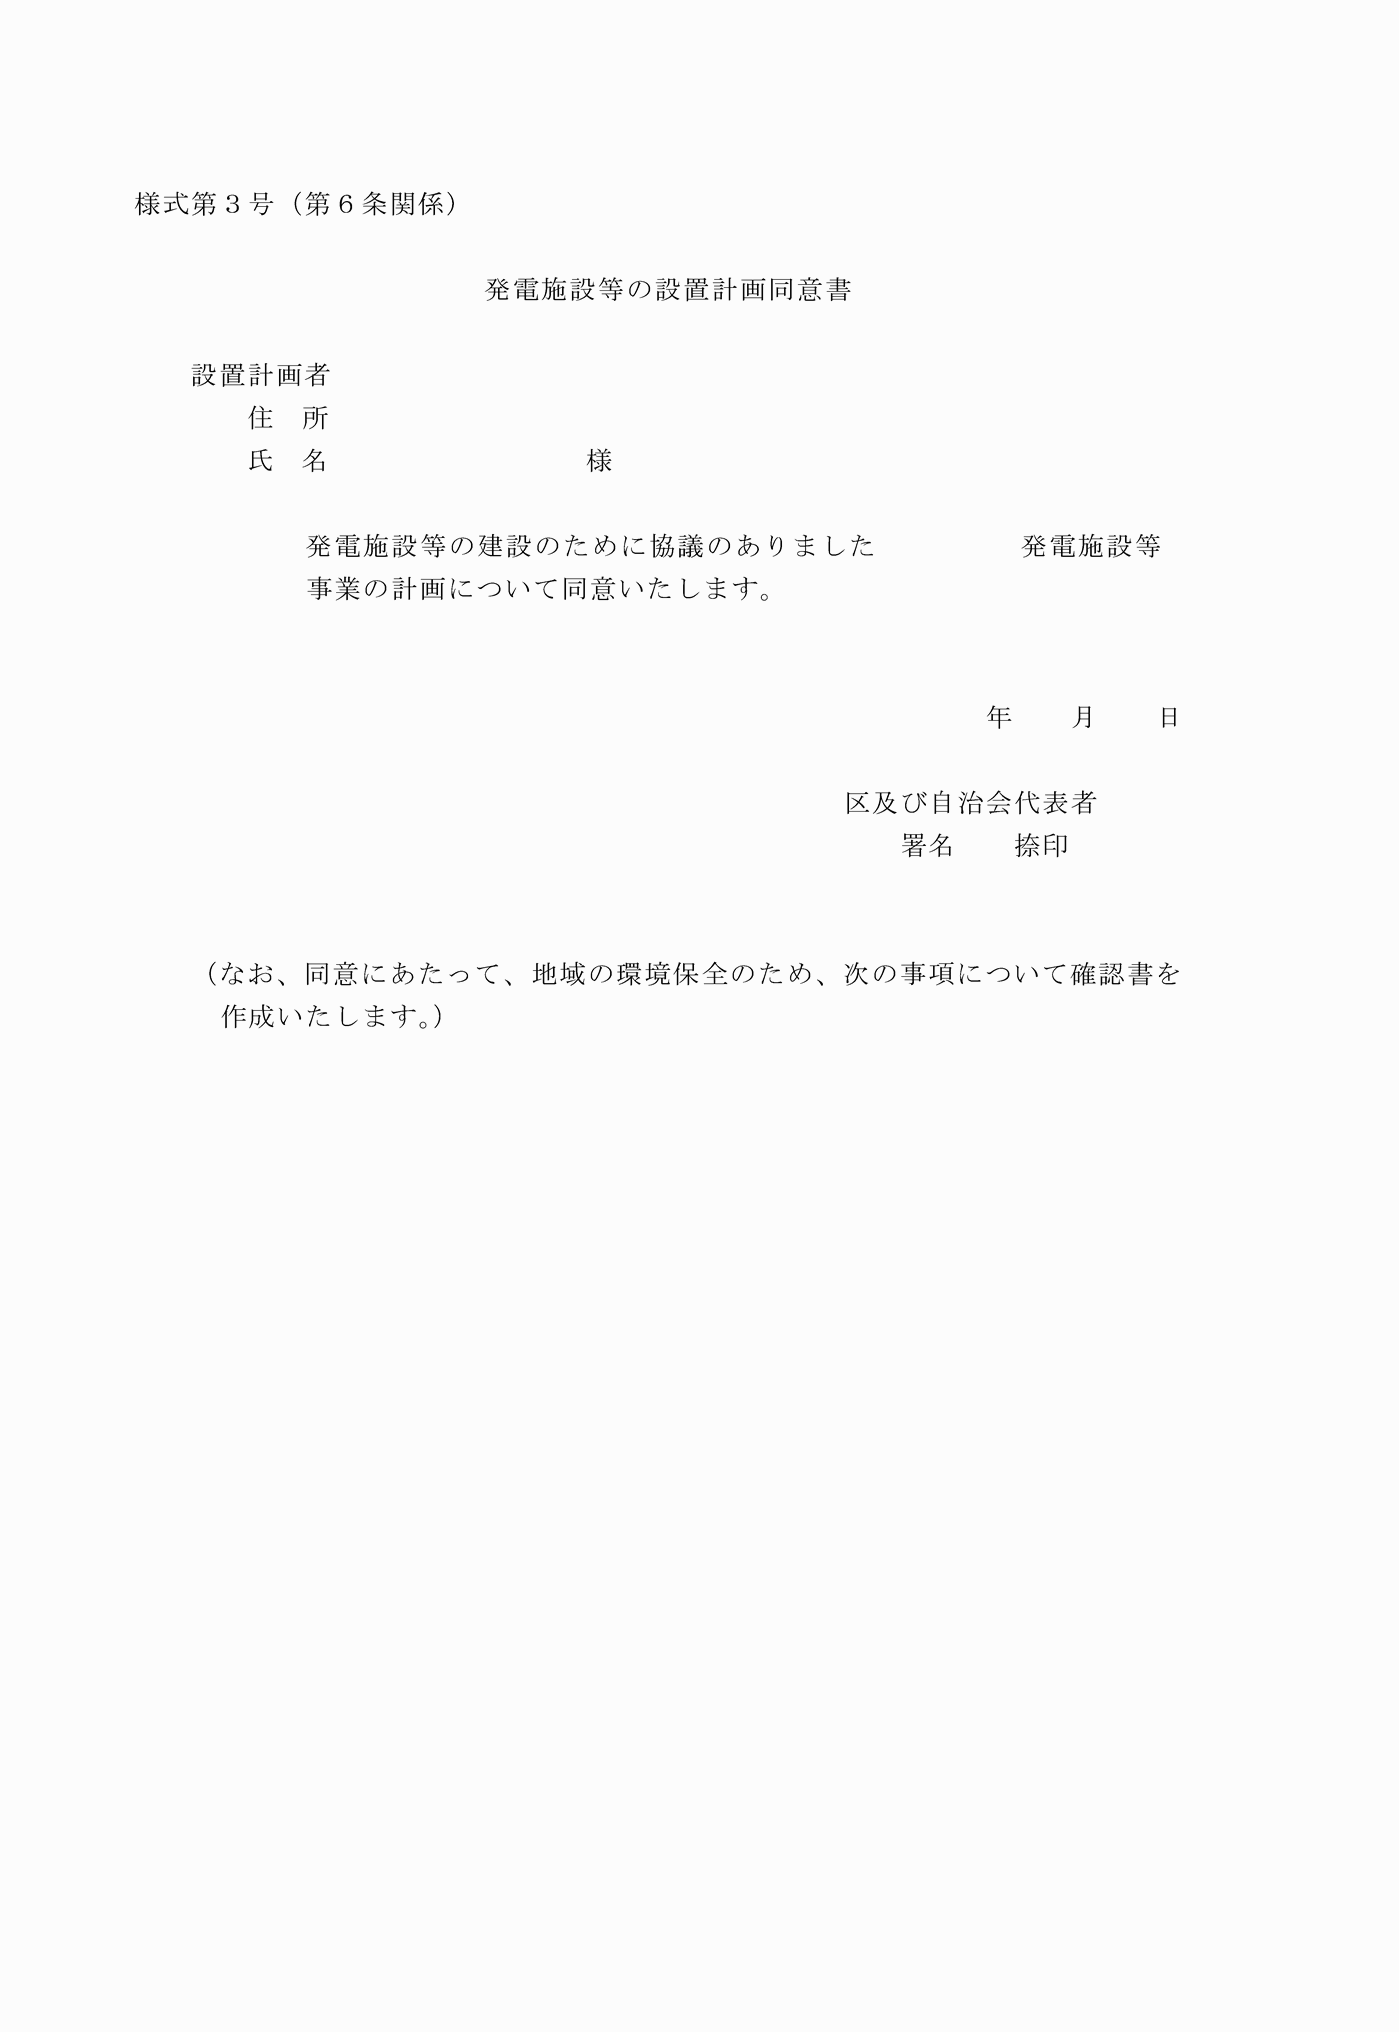 様式第３号（第６条関係）
発電施設等の設置計画同意書
設置計画者
住　所
氏　名　　　　　　　　　様
発電施設等の建設のために協議のありました　　　　　発電施設等
事業の計画について同意いたします。
年　　月　　日
区及び自治会代表者
署名　　捺印
（なお、同意にあたって、地域の環境保全のため、次の事項について確認書を
作成いたします。）